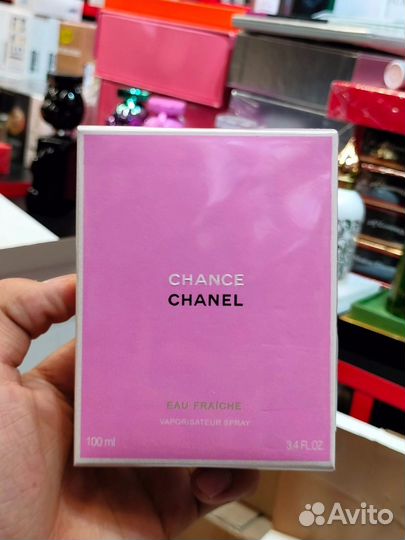 CHANCE
CHANEL
EAU FRAÎCHE
VAPORISATEUR SPRAY
100 ml
3.4 FL.OZ.
Avito